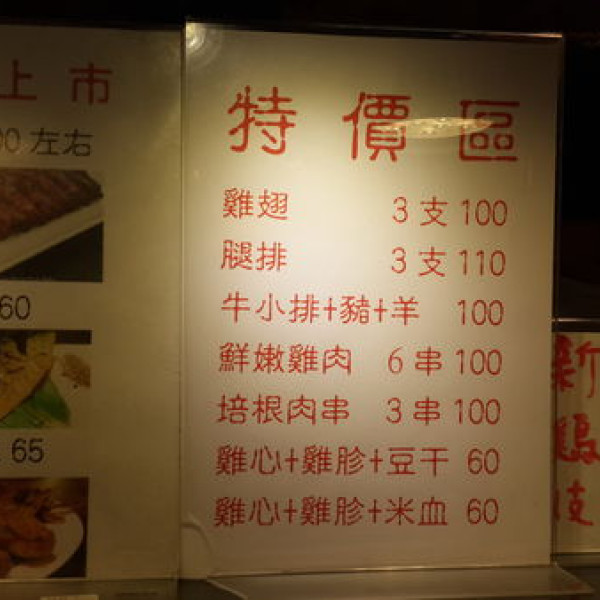 上市
00 左右
60
65
特價區
雞翅 3支 100
腿排 3支 110
牛小排+豬+羊 100
鮮嫩雞肉 6串 100
培根肉串 3串 100
雞心+雞胗+豆干 60
雞心+雞胗+米血 60
新